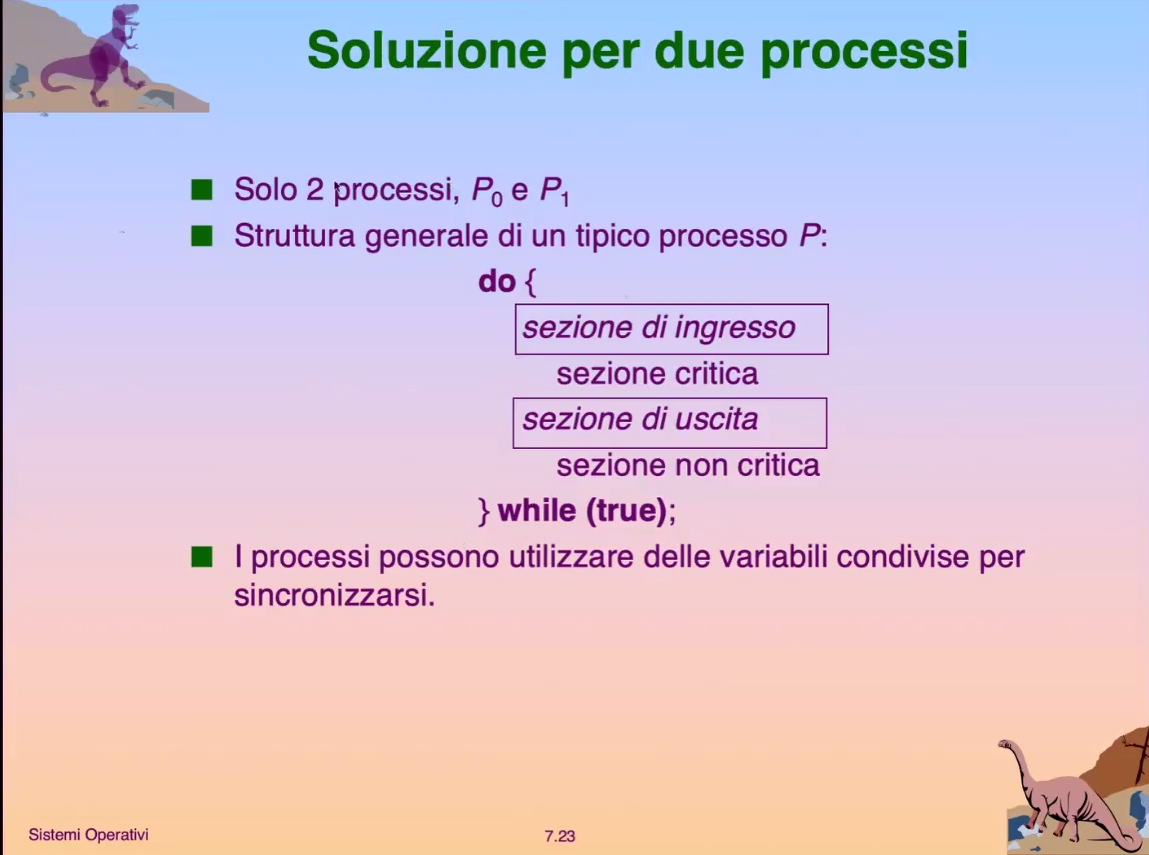 Soluzione per due processi
Solo 2 processi, P0 e P1
Struttura generale di un tipico processo P:
do {
sezione di ingresso
sezione critica
sezione di uscita
sezione non critica
} while (true);
I processi possono utilizzare delle variabili condivise per
sincronizzarsi.
Sistemi Operativi
7.23